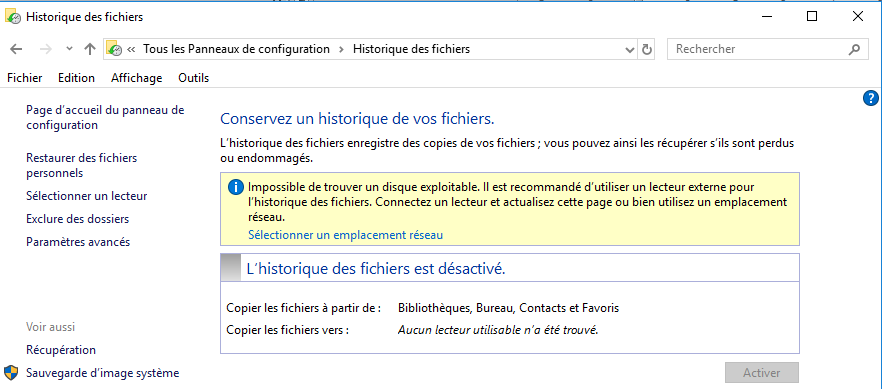 Historique des fichiers
Tous les Panneaux de configuration
Historique des fichiers
Rechercher
Fichier Edition Affichage Outils
Page d'accueil du panneau de
configuration
Restaurer des fichiers
personnels
Sélectionner un lecteur
Exclure des dossiers
Paramètres avancés
Voir aussi
Récupération
Sauvegarde d'image système
Conservez un historique de vos fichiers.
L'historique des fichiers enregistre des copies de vos fichiers ; vous pouvez ainsi les récupérer s'ils sont perdus
ou endommagés.
Impossible de trouver un disque exploitable. Il est recommandé d'utiliser un lecteur externe pour
l'historique des fichiers. Connectez un lecteur et actualisez cette page ou bien utilisez un emplacement
réseau.
Sélectionner un emplacement réseau
L'historique des fichiers est désactivé.
Copier les fichiers à partir de : Bibliothèques, Bureau, Contacts et Favoris
Copier les fichiers vers : Aucun lecteur utilisable n'a été trouvé.
Activer